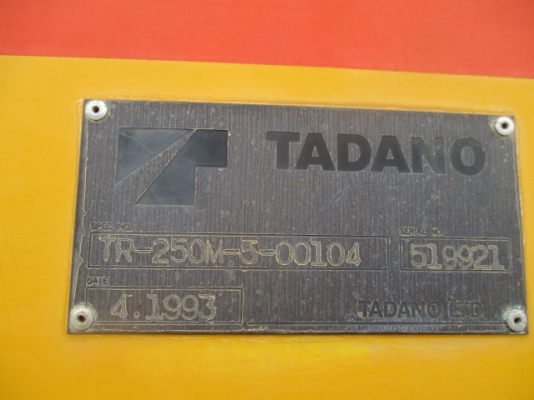 TADANO
SPEC. NO. SERIAL NO.
TR-250M-5-00104 519921
DATE
4.1993 TADANO LTD.